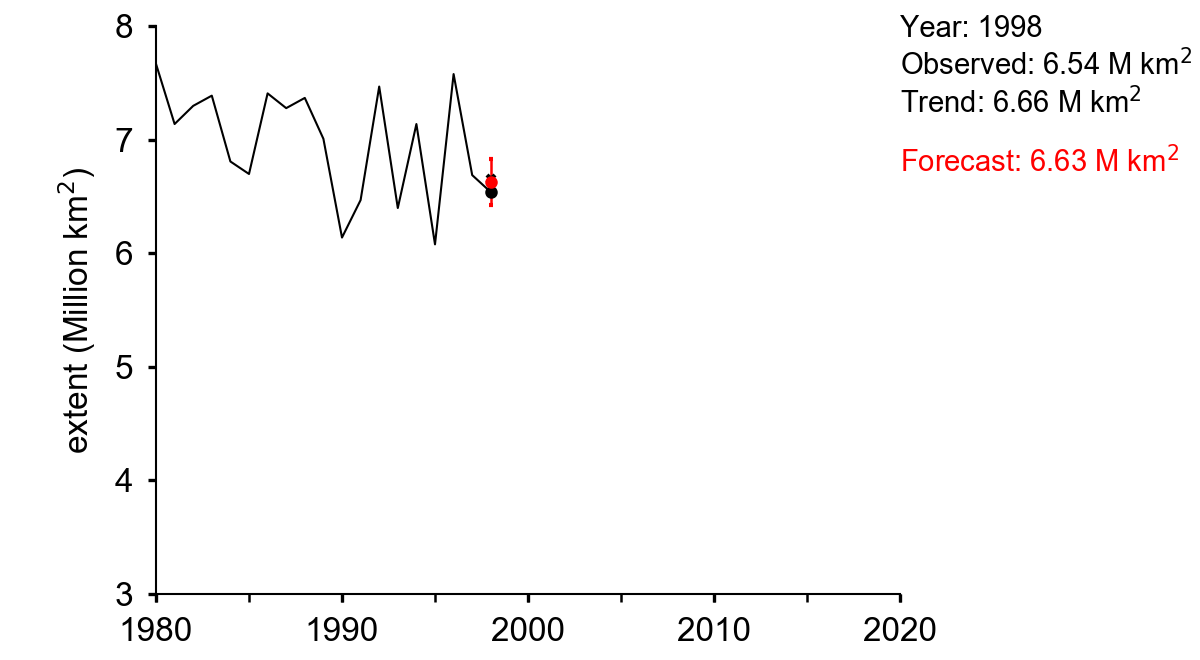 Year: 1998
Observed: 6.54 M km²
Trend: 6.66 M km²
Forecast: 6.63 M km²
extent (Million km²)
8
7
6
5
4
3
1980 1990 2000 2010 2020